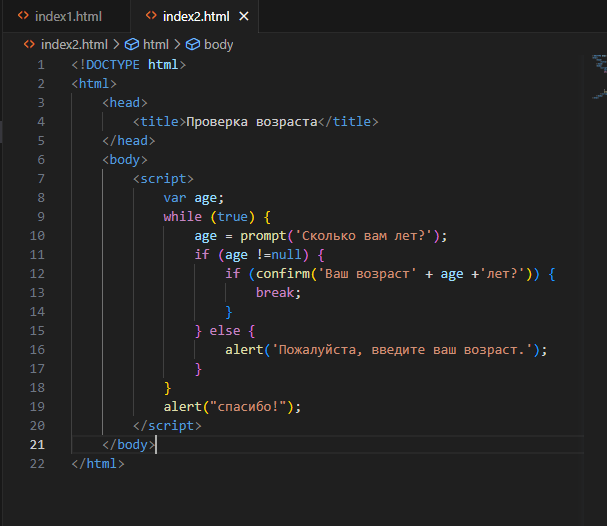 index1.html index2.html
index2.html > html > body
1 <!DOCTYPE html>
2 <html>
3 <head>
4 <title>Проверка возраста</title>
5 </head>
6 <body>
7 <script>
8 var age;
9 while (true) {
10 age = prompt('Сколько вам лет?');
11 if (age !=null) {
12 if (confirm('Ваш возраст' + age +'лет?')) {
13 break;
14 }
15 } else {
16 alert('Пожалуйста, введите ваш возраст.');
17 }
18 }
19 alert("спасибо!");
20 </script>
21 </body>
22 </html>